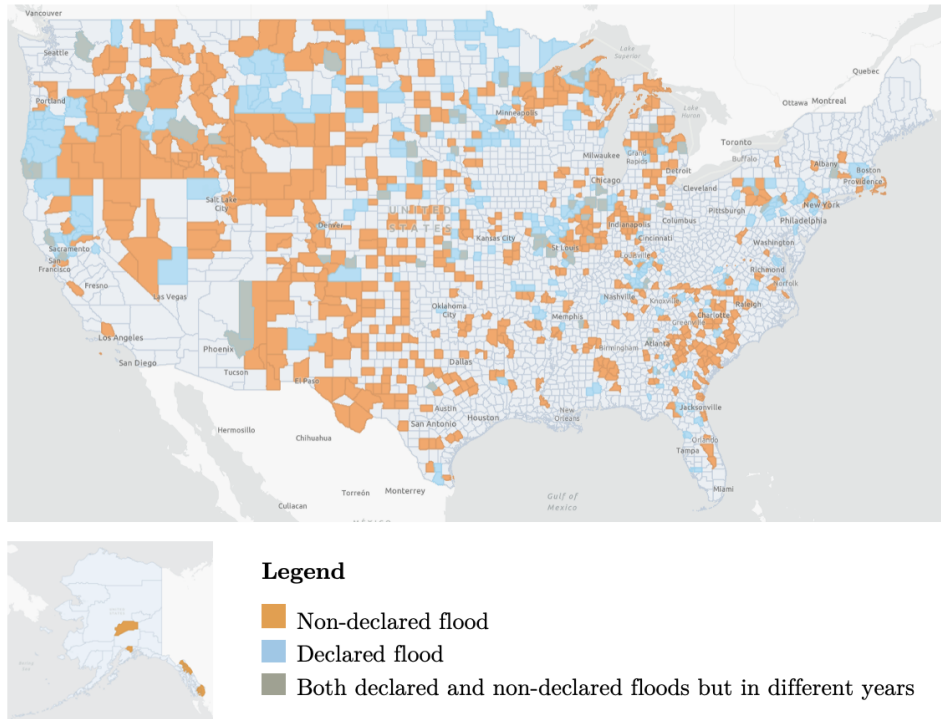 Vancouver
Seattle
Lake
Superior
Quebec
Portland
Ottawa Montreal
Lake
Huron
Minneapolis
Toronto
Milwaukee
Grand
Rapids
Buffalo
Albany
Boston
Detroit
Providence
Chicago
Cleveland
Salt Lake
City
New York
UNITED
STATES
Pittsburgh
Denver
Indianapolis
Columbus
Philadelphia
Sacramento
Kansas City
St Louis
Cincinnati
Washington
San
Francisco
Louisville
Richmond
Fresno
Norfolk
Las Vegas
Nashville
Knoxville
Raleigh
Oklahoma
City
Memphis
Charlotte
Greenville
Los Angeles
Phoenix
Birmingham
Atlanta
San Diego
Dallas
Tucson
El Paso
Austin
New
Orleans
Jacksonville
Houston
San Antonio
Hermosillo
Chihuahua
Orlando
Tampa
Miami
Torreón
Monterrey
Gulf of
Mexico
Culiacan
MÉXICO
Legend
Non-declared flood
Declared flood
Both declared and non-declared floods but in different years